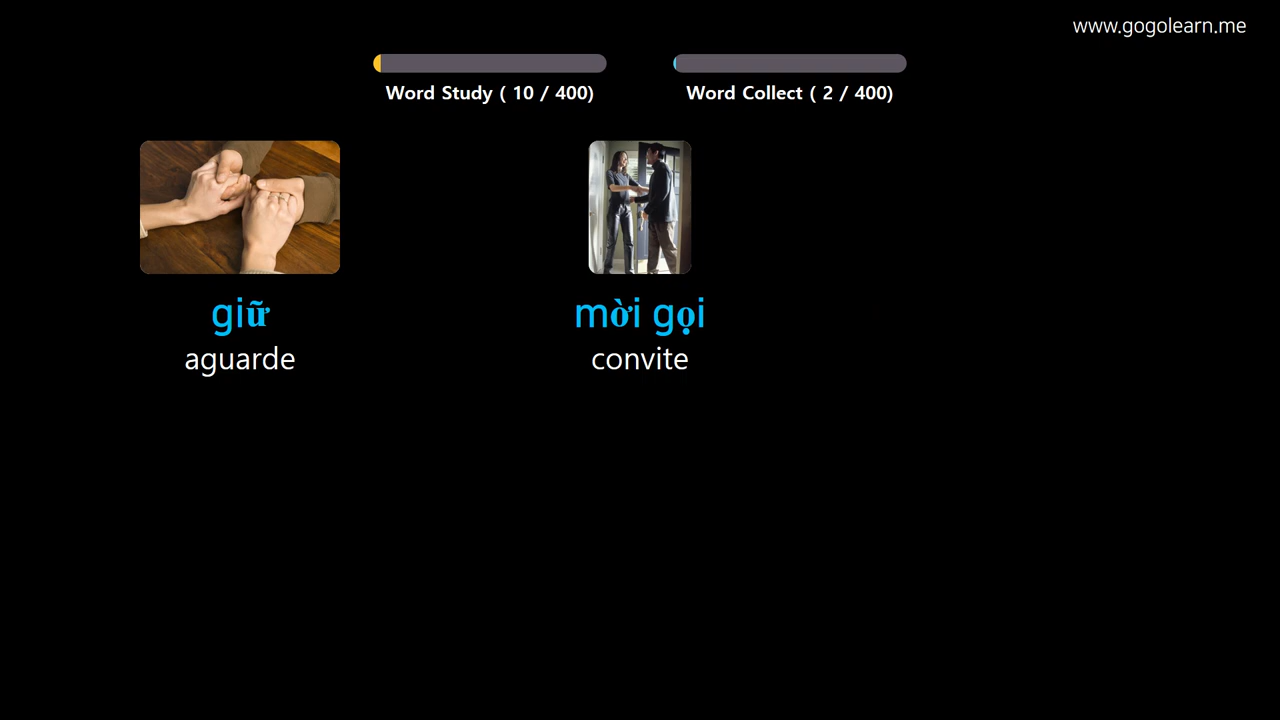 www.gogolearn.me
Word Study ( 10 / 400)
Word Collect ( 2 / 400)
giữ
aguarde
mời gọi
convite